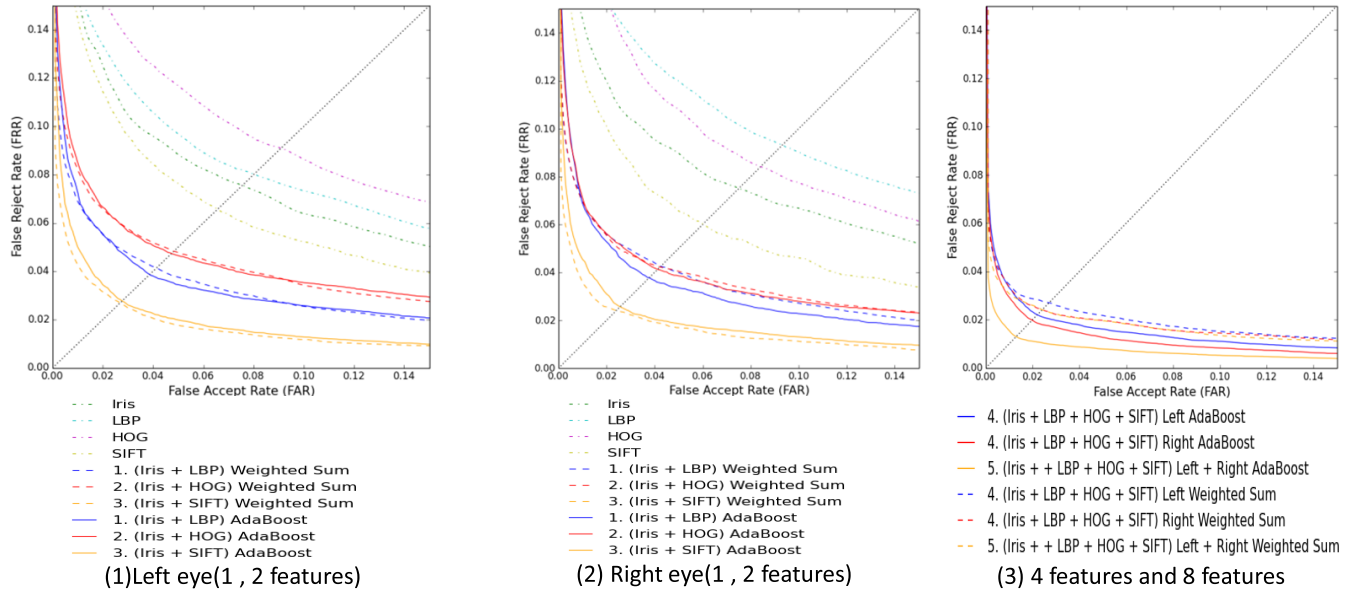 0.14
0.12
0.10
0.08
0.06
0.04
0.02
0.00
False Reject Rate (FRR)
0.00 0.02 0.04 0.06 0.08 0.10 0.12 0.14
False Accept Rate (FAR)
Iris
LBP
HOG
SIFT
1. (Iris + LBP) Weighted Sum
2. (Iris + HOG) Weighted Sum
3. (Iris + SIFT) Weighted Sum
1. (Iris + LBP) AdaBoost
2. (Iris + HOG) AdaBoost
3. (Iris + SIFT) AdaBoost
(1)Left eye(1 , 2 features)
0.14
0.12
0.10
0.08
0.06
0.04
0.02
0.00
False Reject Rate (FRR)
0.00 0.02 0.04 0.06 0.08 0.10 0.12 0.14
False Accept Rate (FAR)
Iris
LBP
HOG
SIFT
1. (Iris + LBP) Weighted Sum
2. (Iris + HOG) Weighted Sum
3. (Iris + SIFT) Weighted Sum
1. (Iris + LBP) AdaBoost
2. (Iris + HOG) AdaBoost
3. (Iris + SIFT) AdaBoost
(2) Right eye(1 , 2 features)
0.14
0.12
0.10
0.08
0.06
0.04
0.02
0.00
False Reject Rate (FRR)
0.00 0.02 0.04 0.06 0.08 0.10 0.12 0.14
False Accept Rate (FAR)
4. (Iris + LBP + HOG + SIFT) Left AdaBoost
4. (Iris + LBP + HOG + SIFT) Right AdaBoost
5. (Iris + + LBP + HOG + SIFT) Left + Right AdaBoost
4. (Iris + LBP + HOG + SIFT) Left Weighted Sum
4. (Iris + LBP + HOG + SIFT) Right Weighted Sum
5. (Iris + + LBP + HOG + SIFT) Left + Right Weighted Sum
(3) 4 features and 8 features